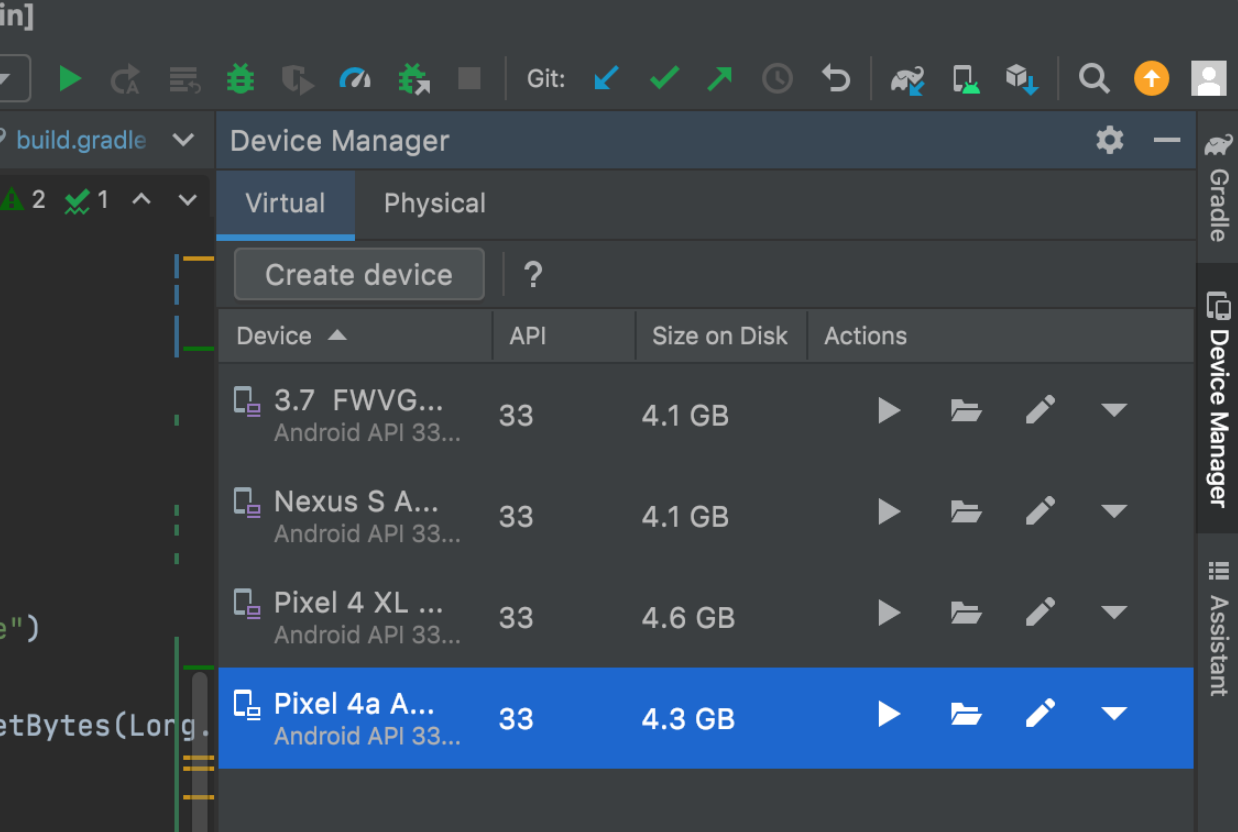 in]
Git:
build.gradle
Device Manager
2 1
Virtual Physical
Create device ?
Device API Size on Disk Actions
3.7 FWVG...
Android API 33...
33 4.1 GB
Nexus S A...
Android API 33...
33 4.1 GB
Pixel 4 XL ...
Android API 33...
33 4.6 GB
Pixel 4a A...
Android API 33...
33 4.3 GB
e")
etBytes(Long.
Gradle
Device Manager
Assistant